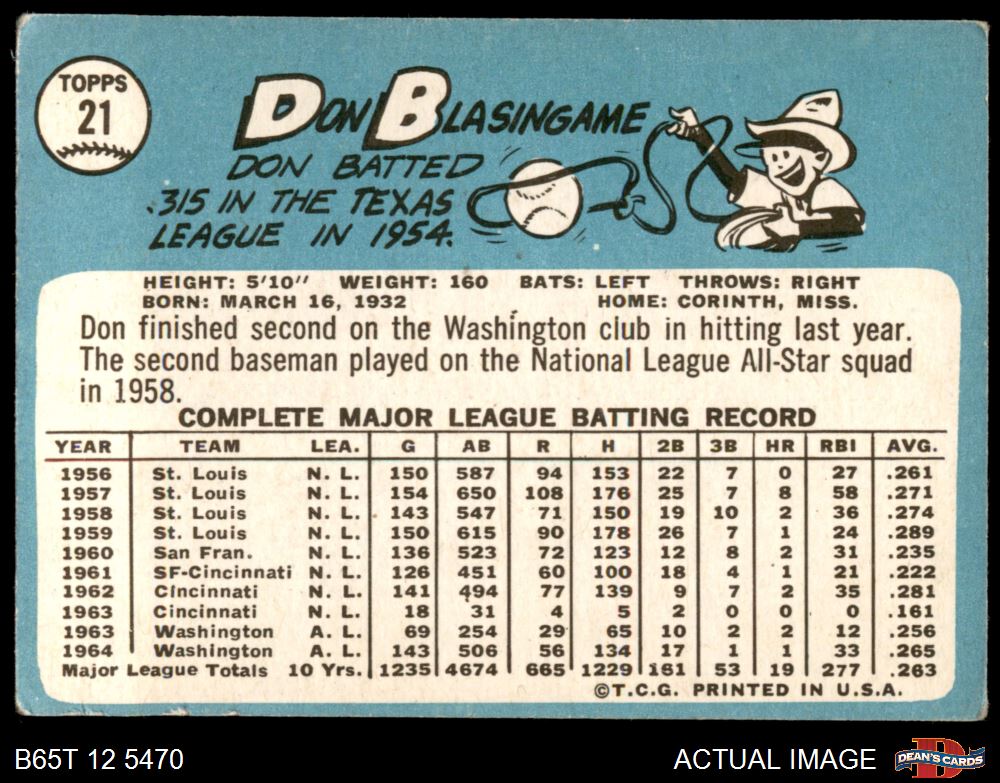 TOPPS
21
DON BLASINGAME
DON BATTED
.315 IN THE TEXAS
LEAGUE IN 1954.
HEIGHT: 5'10" WEIGHT: 160 BATS: LEFT THROWS: RIGHT
BORN: MARCH 16, 1932 HOME: CORINTH, MISS.
Don finished second on the Washington club in hitting last year.
The second baseman played on the National League All-Star squad
in 1958.
COMPLETE MAJOR LEAGUE BATTING RECORD
YEAR TEAM LEA. G AB R H 2B 3B HR RBI AVG.
1956 St. Louis N. L. 150 587 94 153 22 7 0 27 .261
1957 St. Louis N. L. 154 650 108 176 25 7 8 58 .271
1958 St. Louis N. L. 143 547 71 150 19 10 2 36 .274
1959 St. Louis N. L. 150 615 90 178 26 7 1 24 .289
1960 San Fran. N. L. 136 523 72 123 12 8 2 31 .235
1961 SF-Cincinnati N. L. 126 451 60 100 18 4 1 21 .222
1962 Cincinnati N. L. 141 494 77 139 9 7 2 35 .281
1963 Cincinnati N. L. 18 31 4 5 2 0 0 0 .161
1963 Washington A. L. 69 254 29 65 10 2 2 12 .256
1964 Washington A. L. 143 506 56 134 17 1 1 33 .265
Major League Totals 10 Yrs. 1235 4674 665 1229 161 53 19 277 .263
©T.C.G. PRINTED IN U.S.A.
B65T 12 5470 ACTUAL IMAGE D DEAN'S CARDS